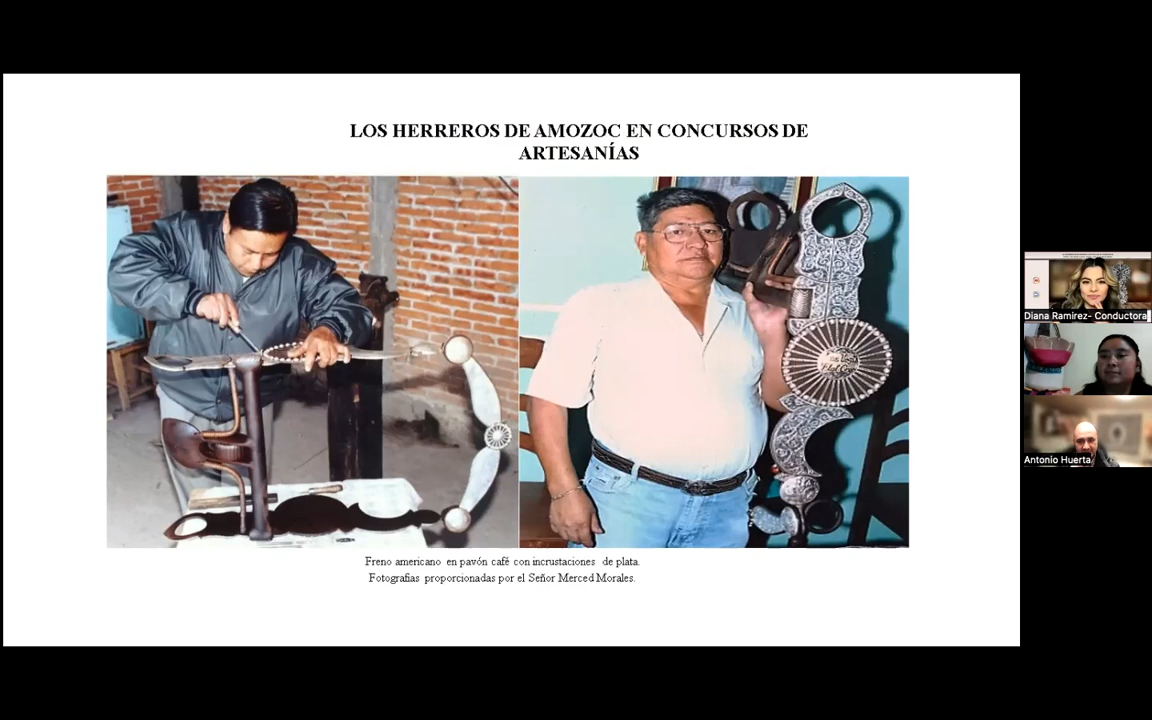 LOS HERREROS DE AMOZOC EN CONCURSOS DE
ARTESANÍAS
Freno americano en pavón café con incrustaciones de plata.
Fotografías proporcionadas por el Señor Merced Morales.
Diana Ramirez- Conductora
Antonio Huerta